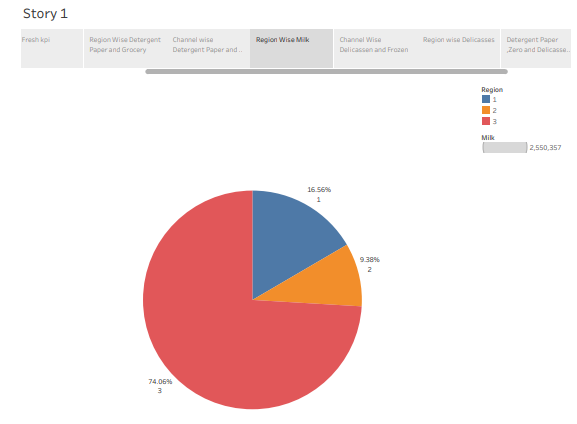 Story 1
Fresh kpi
Region Wise Detergent
Paper and Grocery
Channel wise
Detergent Paper and ...
Region Wise Milk
Channel Wise
Delicassen and Frozen
Region wise Delicasses
Detergent Paper
,Zero and Delicasse..
Region
1
2
3
Milk
2,550,357
16.56%
1
9.38%
2
74.06%
3